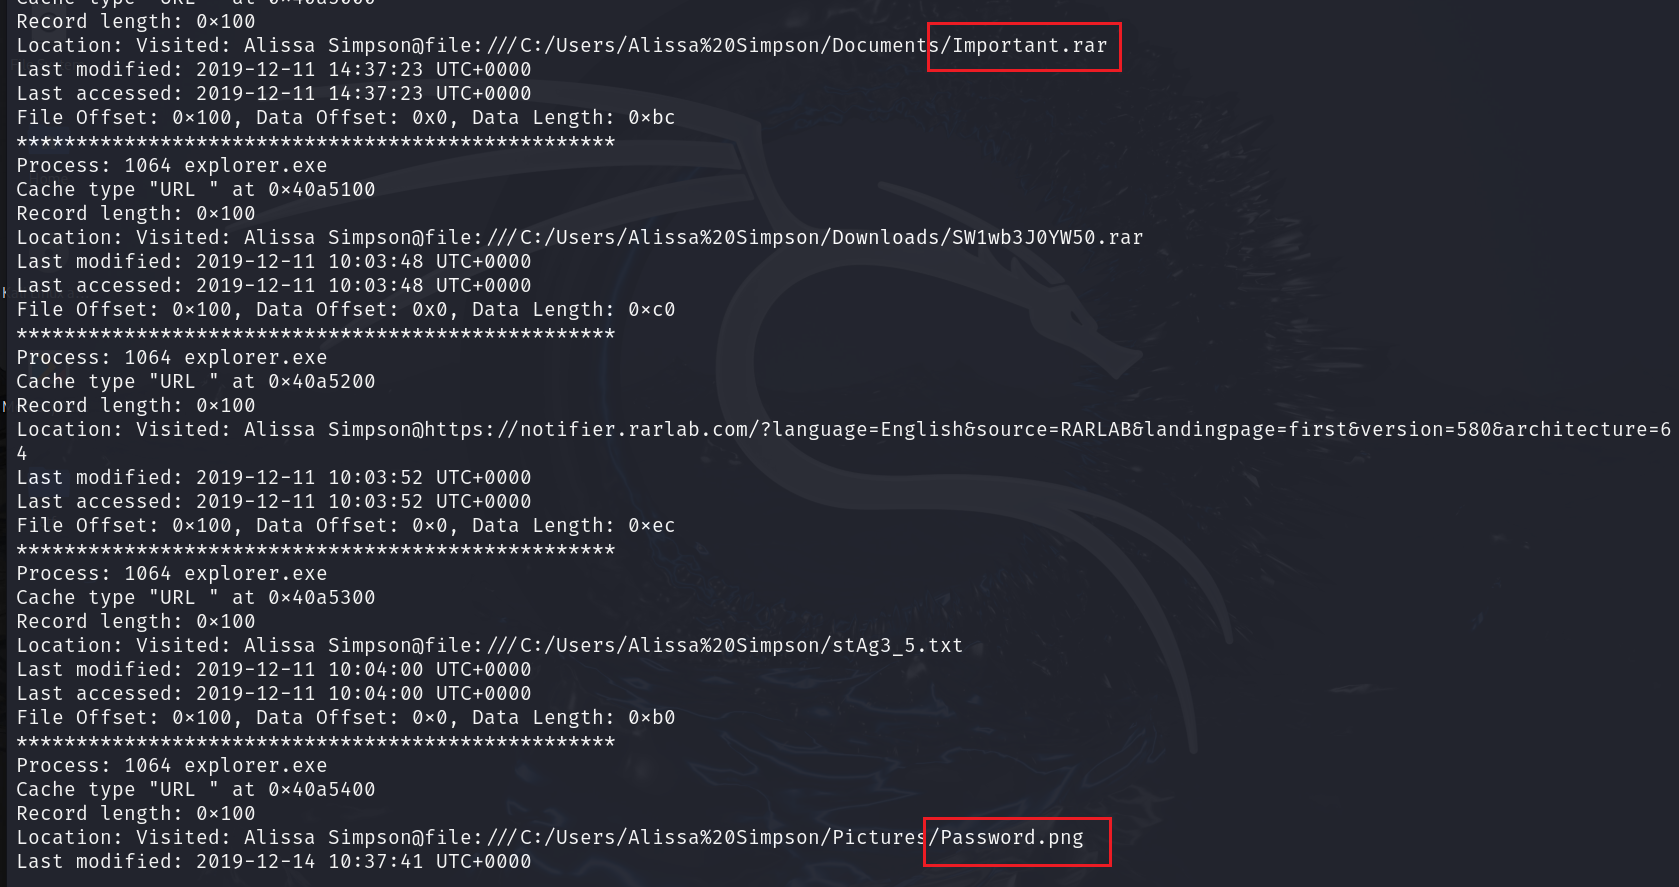 Cache type "URL " at 0×40a5000
Record length: 0×100
Location: Visited: Alissa Simpson@file:///C:/Users/Alissa%20Simpson/Documents/Important.rar
Last modified: 2019-12-11 14:37:23 UTC+0000
Last accessed: 2019-12-11 14:37:23 UTC+0000
File Offset: 0×100, Data Offset: 0x0, Data Length: 0×bc
**************************************************
Process: 1064 explorer.exe
Cache type "URL " at 0×40a5100
Record length: 0×100
Location: Visited: Alissa Simpson@file:///C:/Users/Alissa%20Simpson/Downloads/SW1wb3J0YW50.rar
Last modified: 2019-12-11 10:03:48 UTC+0000
Last accessed: 2019-12-11 10:03:48 UTC+0000
File Offset: 0×100, Data Offset: 0x0, Data Length: 0×c0
**************************************************
Process: 1064 explorer.exe
Cache type "URL " at 0×40a5200
Record length: 0×100
Location: Visited: Alissa Simpson@https://notifier.rarlab.com/?language=English&source=RARLAB&landingpage=first&version=580&architecture=6
4
Last modified: 2019-12-11 10:03:52 UTC+0000
Last accessed: 2019-12-11 10:03:52 UTC+0000
File Offset: 0×100, Data Offset: 0×0, Data Length: 0×ec
**************************************************
Process: 1064 explorer.exe
Cache type "URL " at 0×40a5300
Record length: 0×100
Location: Visited: Alissa Simpson@file:///C:/Users/Alissa%20Simpson/stAg3_5.txt
Last modified: 2019-12-11 10:04:00 UTC+0000
Last accessed: 2019-12-11 10:04:00 UTC+0000
File Offset: 0×100, Data Offset: 0×0, Data Length: 0×b0
**************************************************
Process: 1064 explorer.exe
Cache type "URL " at 0×40a5400
Record length: 0×100
Location: Visited: Alissa Simpson@file:///C:/Users/Alissa%20Simpson/Pictures/Password.png
Last modified: 2019-12-14 10:37:41 UTC+0000